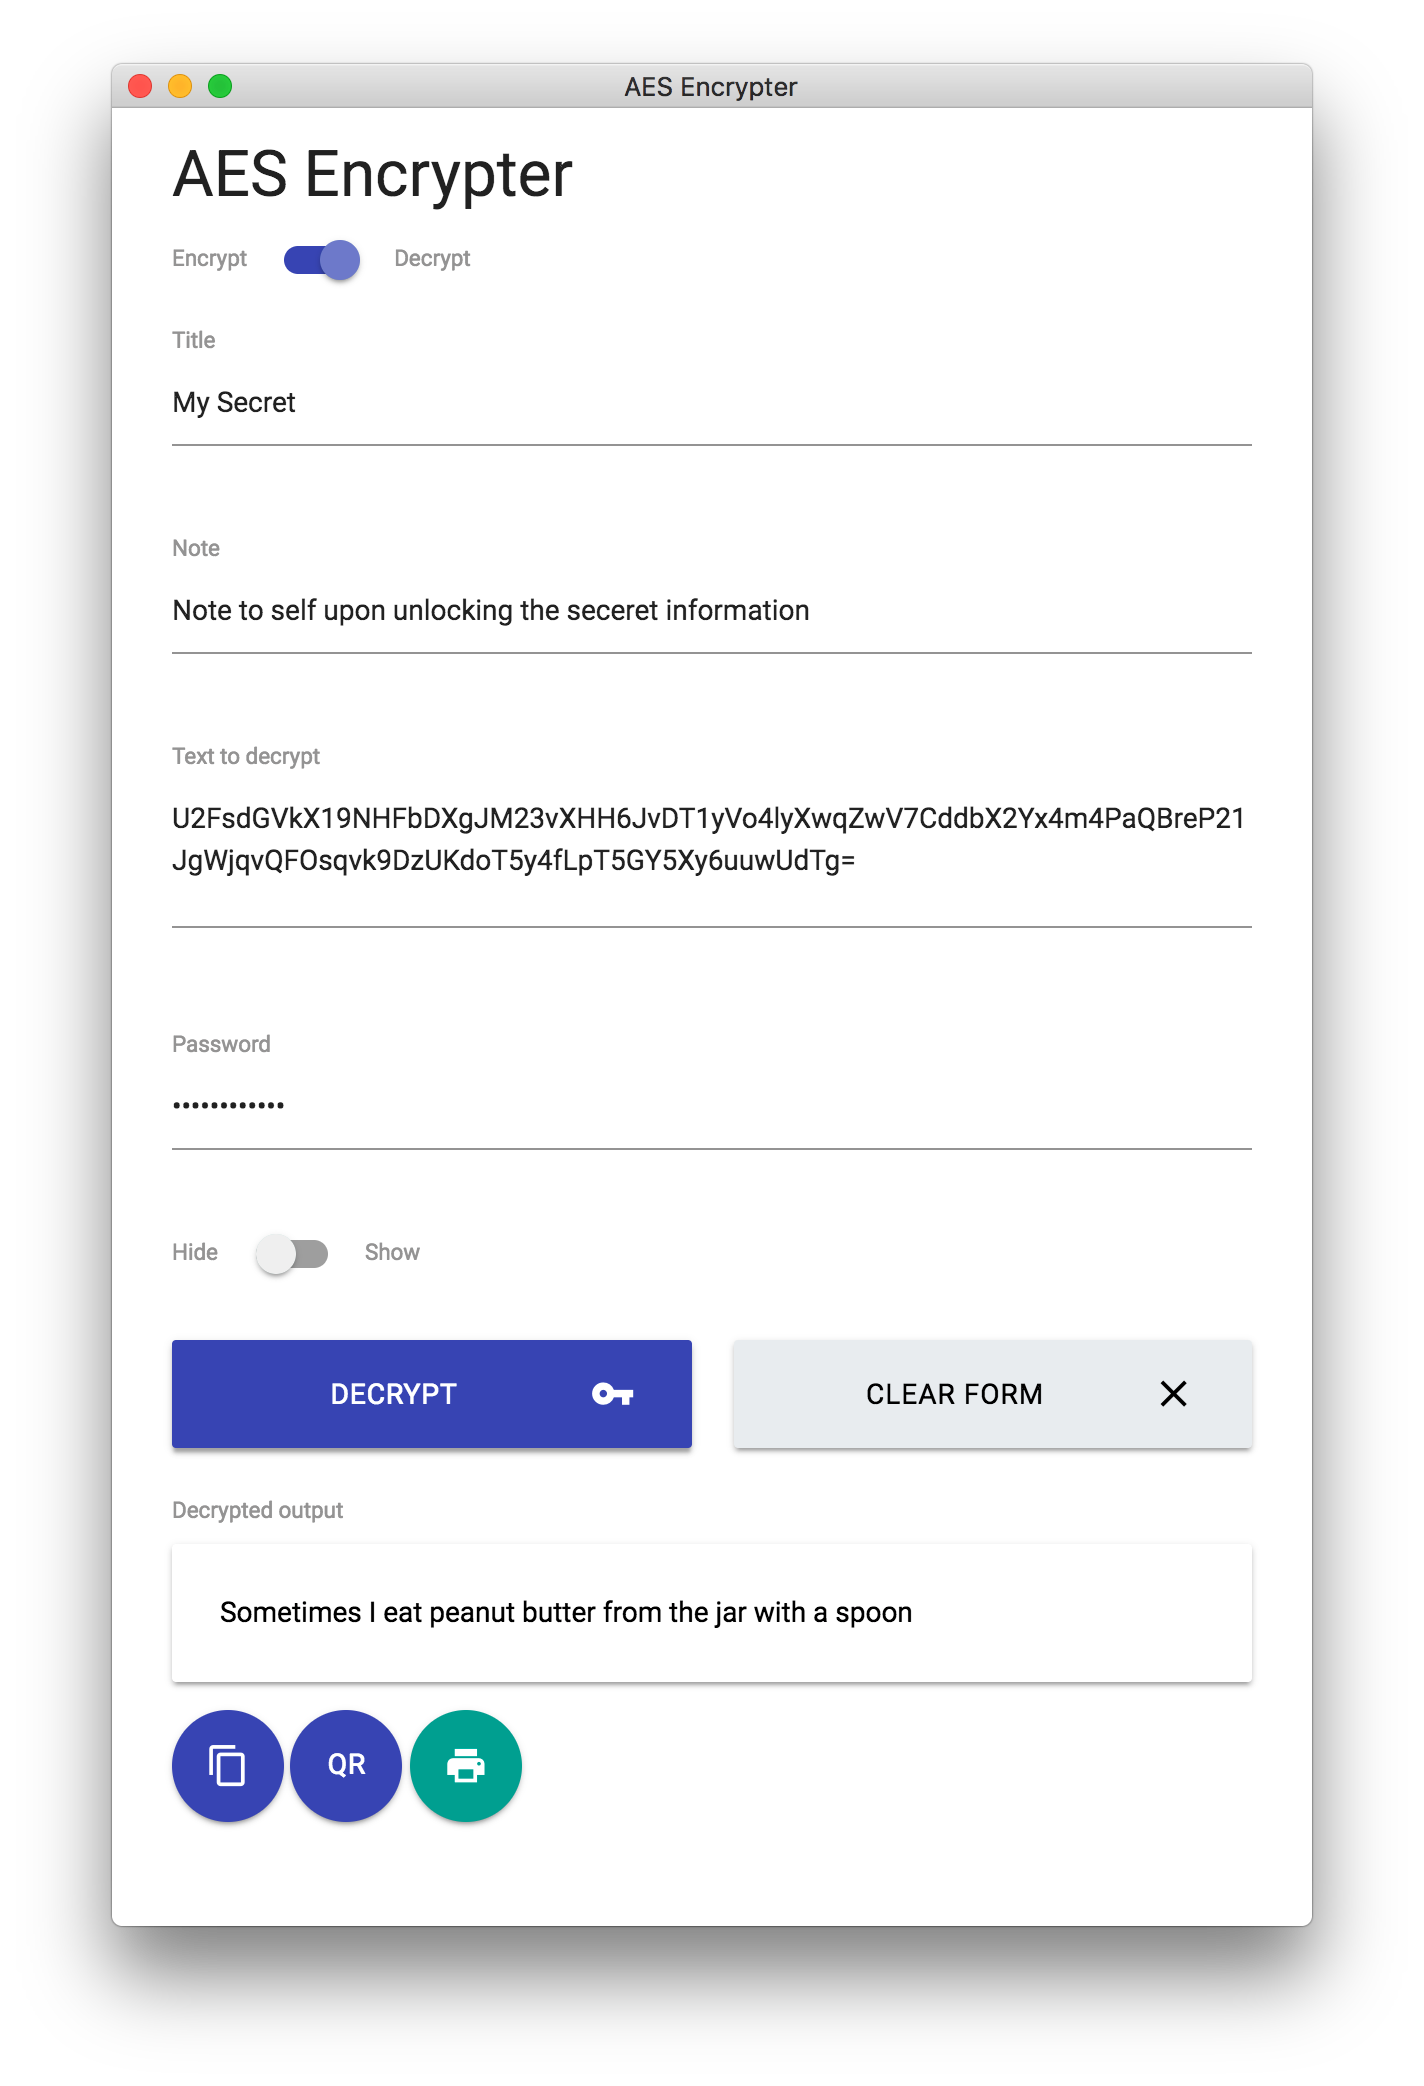 AES Encrypter
AES Encrypter
Encrypt Decrypt
Title
My Secret
Note
Note to self upon unlocking the seceret information
Text to decrypt
U2FsdGVkX19NHFbDXgJM23vXHH6JvDT1yVo4lyXwqZwV7CddbX2Yx4m4PaQBreP21
JgWjqvQFOsqvk9DzUKdoT5y4fLpT5GY5Xy6uuwUdTg=
Password
••••••••••••
Hide Show
DECRYPT CLEAR FORM
Decrypted output
Sometimes I eat peanut butter from the jar with a spoon
QR